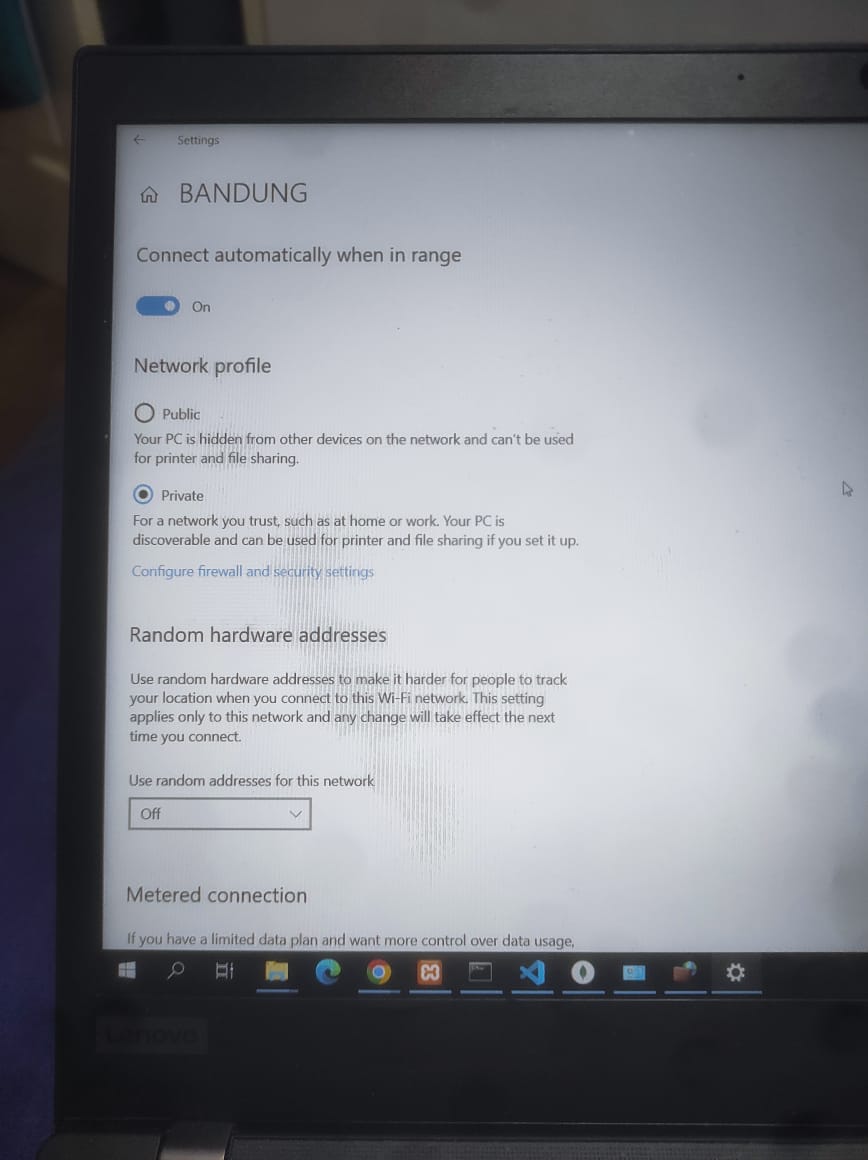 Settings
BANDUNG
Connect automatically when in range
On
Network profile
Public
Your PC is hidden from other devices on the network and can't be used
for printer and file sharing.
Private
For a network you trust, such as at home or work. Your PC is
discoverable and can be used for printer and file sharing if you set it up.
Configure firewall and security settings
Random hardware addresses
Use random hardware addresses to make it harder for people to track
your location when you connect to this Wi-Fi network. This setting
applies only to this network and any change will take effect the next
time you connect.
Use random addresses for this network
Off
Metered connection
If you have a limited data plan and want more control over data usage,
Lenovo